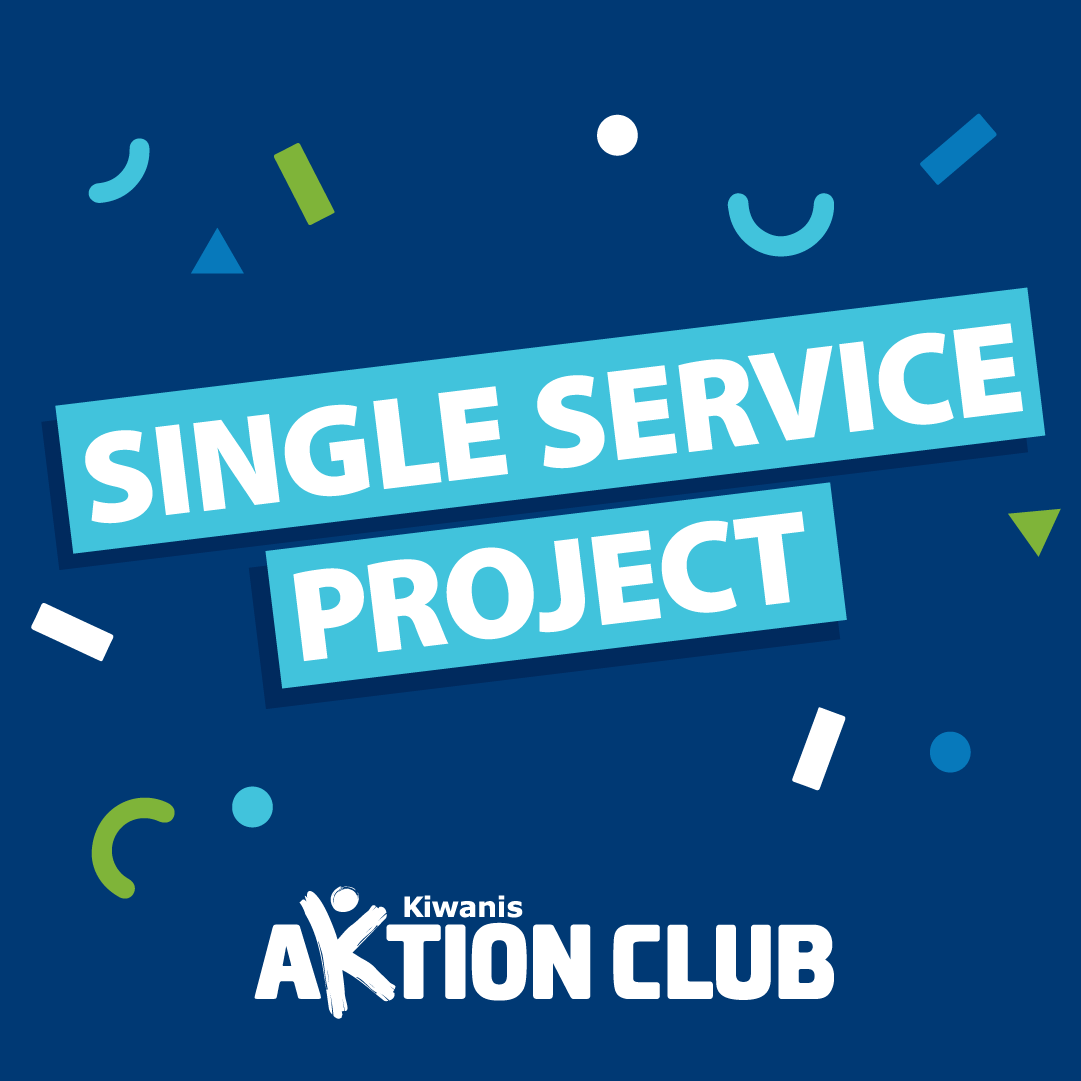 SINGLE SERVICE
PROJECT
Kiwanis
AKTION CLUB